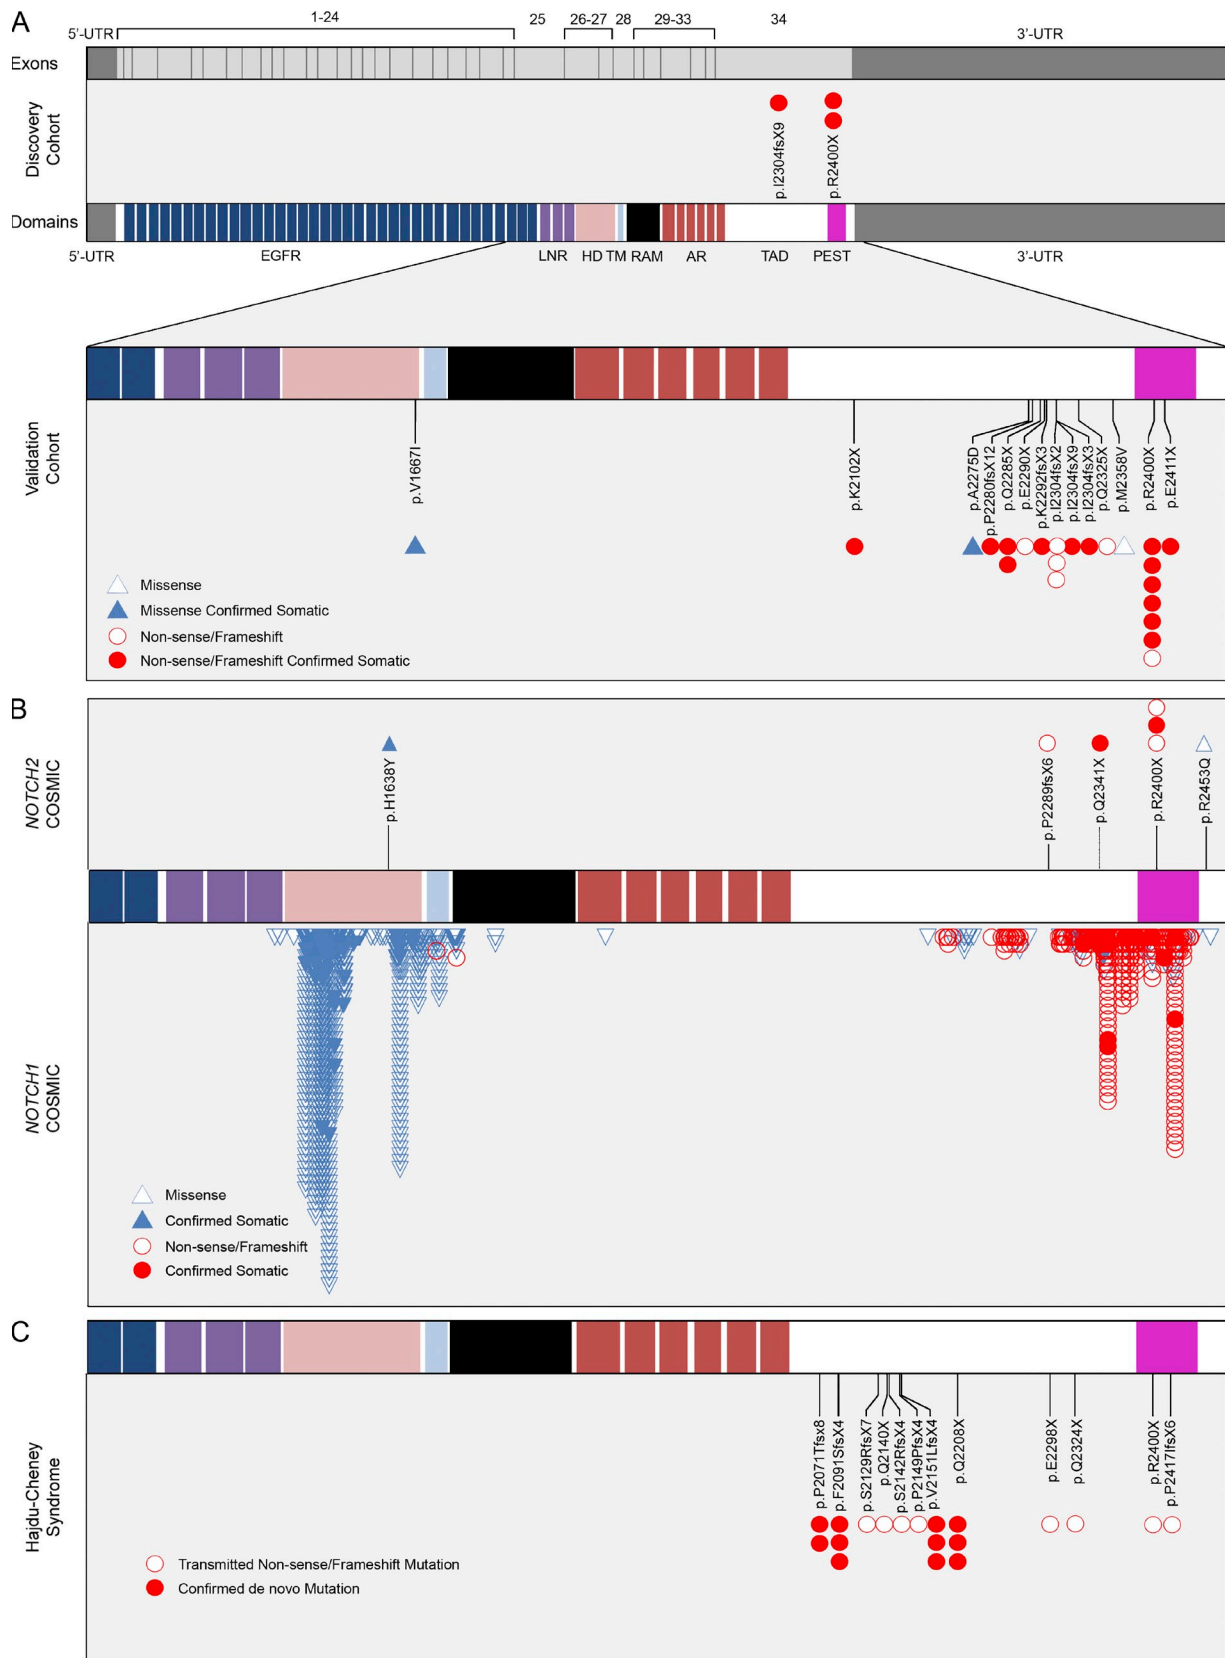 A
1-24
25
26-27
28
29-33
34
5'-UTR
3'-UTR
Exons
Discovery
Cohort
p.I2304fsX9
p.R2400X
Domains
5'-UTR
EGFR
LNR
HD
TM
RAM
AR
TAD
PEST
3'-UTR
Validation
Cohort
p.V1667I
p.K2102X
p.A2275D
p.P2280fsX12
p.Q2285X
p.E2290X
p.K2292fsX3
p.I2304fsX2
p.I2304fsX9
p.I2304fsX3
p.Q2325X
p.M2358V
p.R2400X
p.E2411X
Missense
Missense Confirmed Somatic
Non-sense/Frameshift
Non-sense/Frameshift Confirmed Somatic
B
NOTCH2
COSMIC
p.H1638Y
p.P2289fsX6
p.Q2341X
p.R2400X
p.R2453Q
NOTCH1
COSMIC
Missense
Confirmed Somatic
Non-sense/Frameshift
Confirmed Somatic
C
Hajdu-Cheney
Syndrome
p.P2071Tfsx8
p.F2091SfsX4
p.S2129RfsX7
p.Q2140X
p.S2142RfsX4
p.P2149PfsX4
p.V2151LfsX4
p.Q2208X
p.E2298X
p.Q2324X
p.R2400X
p.P2417IfsX6
Transmitted Non-sense/Frameshift Mutation
Confirmed de novo Mutation